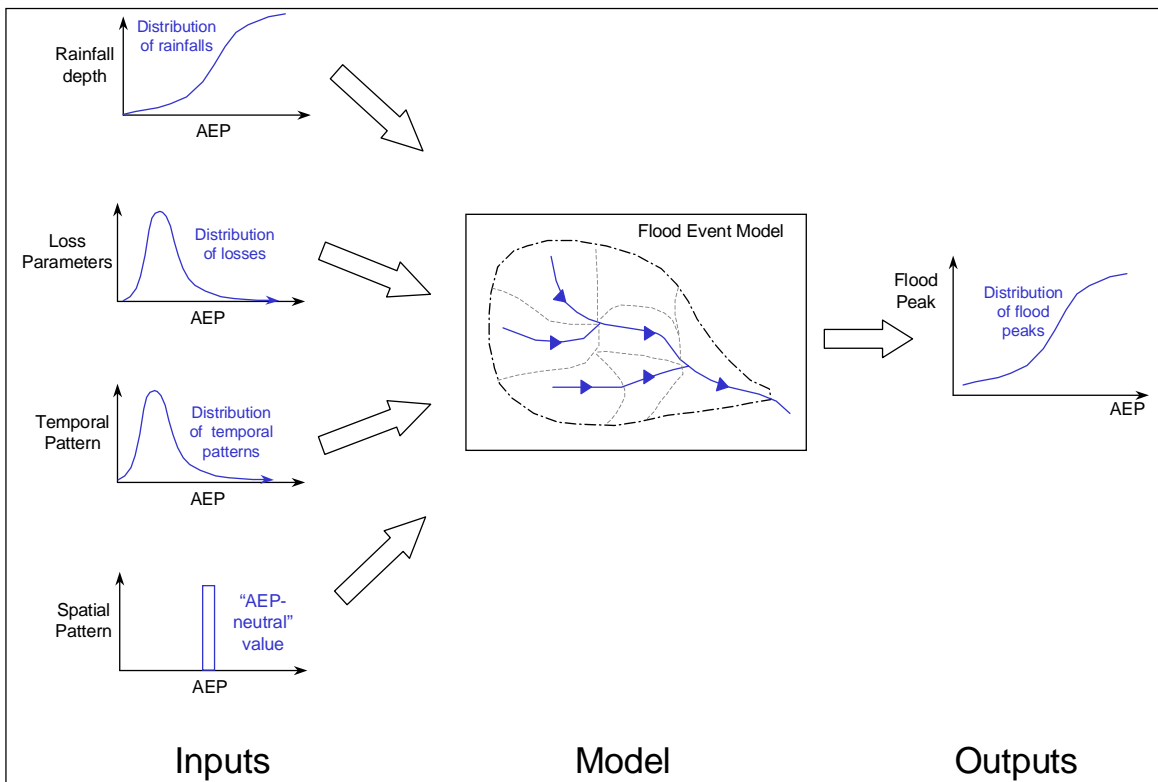 Distribution
of rainfalls
Rainfall
depth
AEP
Loss
Parameters
Distribution
of losses
AEP
Temporal
Pattern
Distribution
of temporal
patterns
AEP
Spatial
Pattern
“AEP-
neutral”
value
AEP
Inputs
Flood Event Model
Model
Flood
Peak
Distribution
of flood
peaks
AEP
Outputs